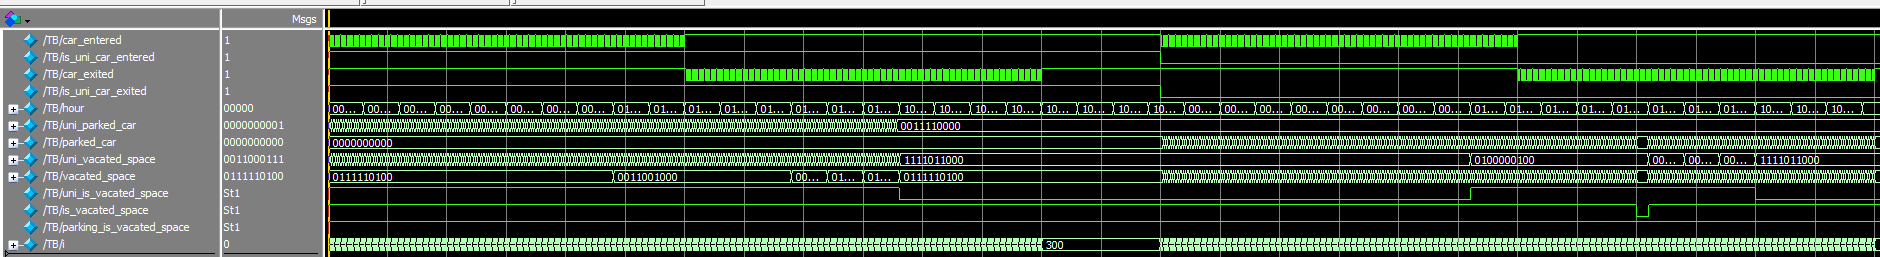 Msgs
/TB/car_entered 1
/TB/is_uni_car_entered 1
/TB/car_exited 1
/TB/is_uni_car_exited 1
/TB/hour 00000 00... 00... 00... 00... 00... 00... 00... 00... 01... 01... 01... 01... 01... 01... 01... 01... 10... 10... 10... 10... 10... 10... 10... 10... 00... 00... 00... 00... 00... 00... 00... 00... 01... 01... 01... 01... 01... 01... 01... 01... 10... 10... 10...
/TB/uni_parked_car 0000000001 0011110000
/TB/parked_car 0000000000 0000000000
/TB/uni_vacated_space 0011000111 1111011000 0100000100 00... 00... 00... 1111011000
/TB/vacated_space 0111110100 0111110100 0011001000 00... 01... 01... 0111110100
/TB/uni_is_vacated_space St1
/TB/is_vacated_space St1
/TB/parking_is_vacated_space St1
/TB/i 0 300